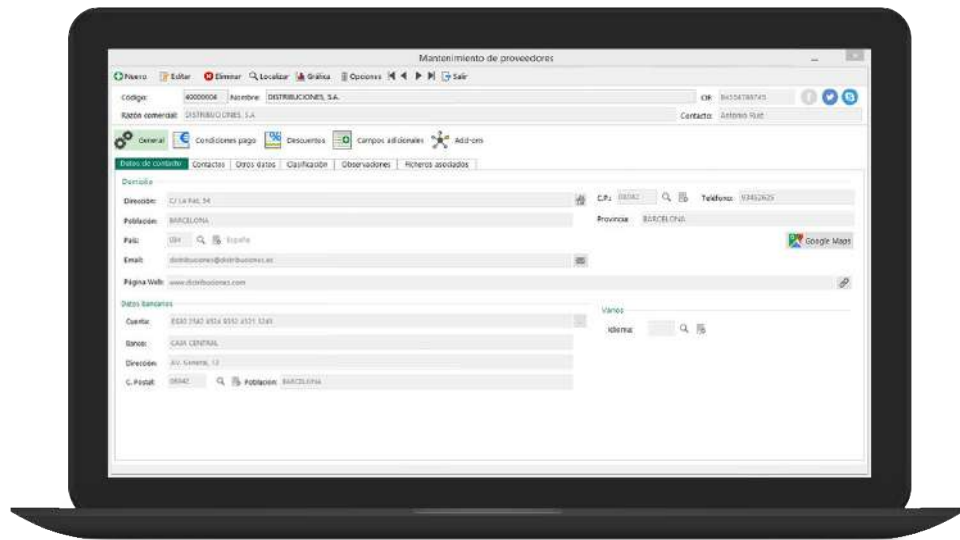 Mantenimiento de proveedores
Nuevo Editar Eliminar Localizar Gráfica Opciones Salir
Código: 40000004 Nombre: DISTRIBUCIONES, S.A. CIF:
Razón comercial: DISTRIBUCIONES, S.A. Contacto: Antonio Ruiz
General Condiciones pago Descuentos Campos adicionales Add-ons
Datos de contacto Contactos Otros datos Clasificación Observaciones Ficheros asociados
Domicilio
Dirección: C/ La Paz, 54 C.P.: Teléfono:
Población: BARCELONA Provincia: BARCELONA
País: España
Google Maps
Email: distribuciones@distribuciones.es
Página Web: www.distribuciones.com
Datos bancarios
Varios
Cuenta:
Idioma:
Banco: CAJA CENTRAL
Dirección: AV. General, 12
C. Postal: Población: BARCELONA